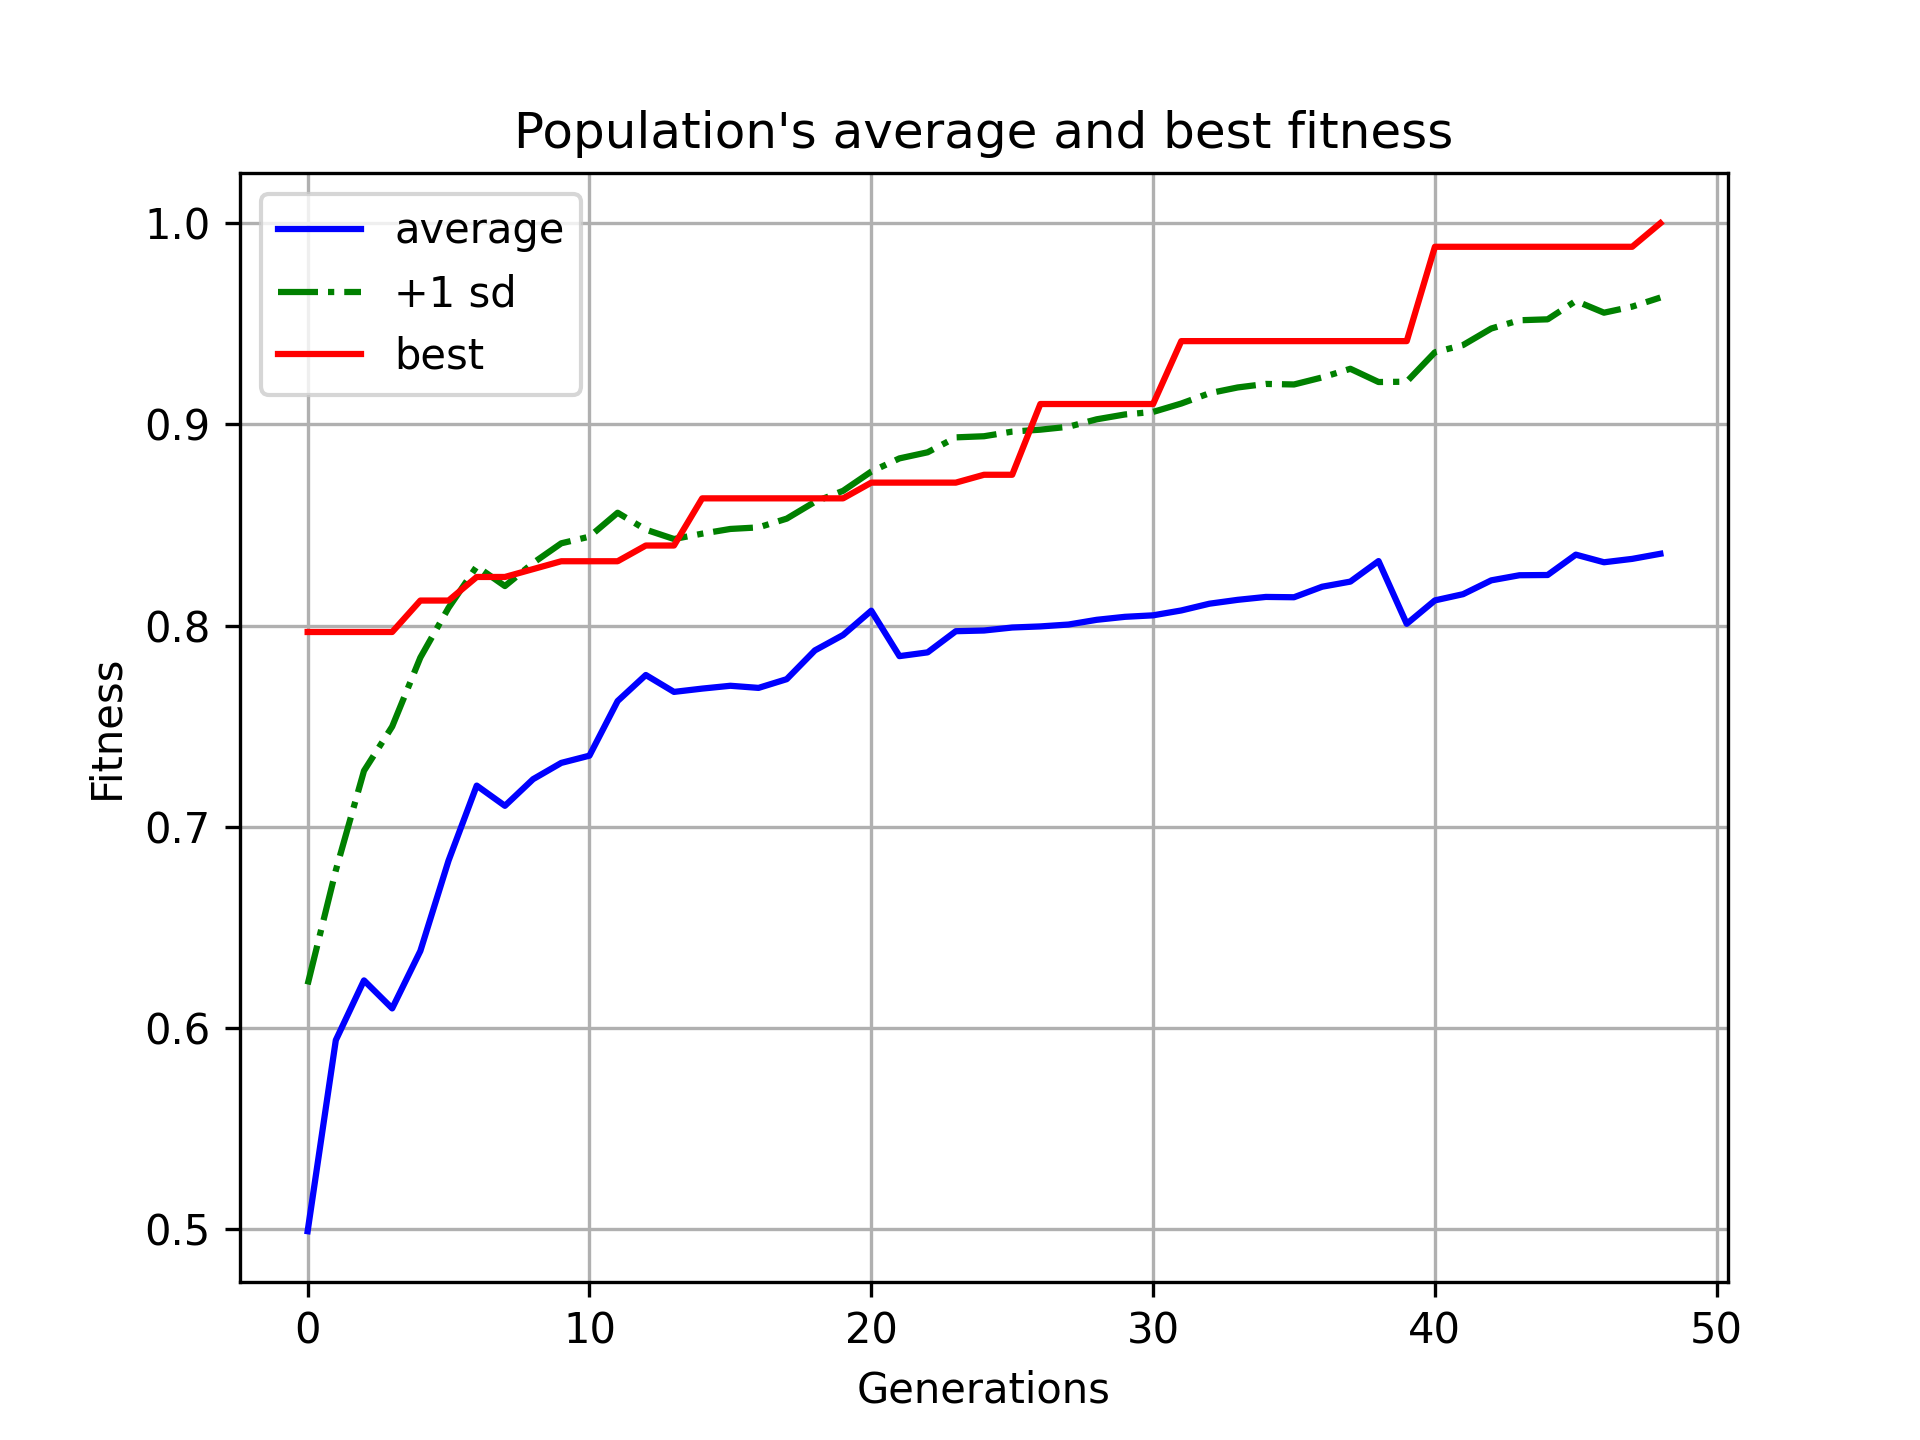 Population's average and best fitness
average
+1 sd
best
1.0
0.9
0.8
0.7
0.6
0.5
Fitness
0 10 20 30 40 50
Generations